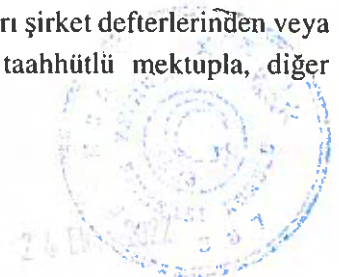 rı şirket defterlerinden veya
taahhütlü mektupla, diğer